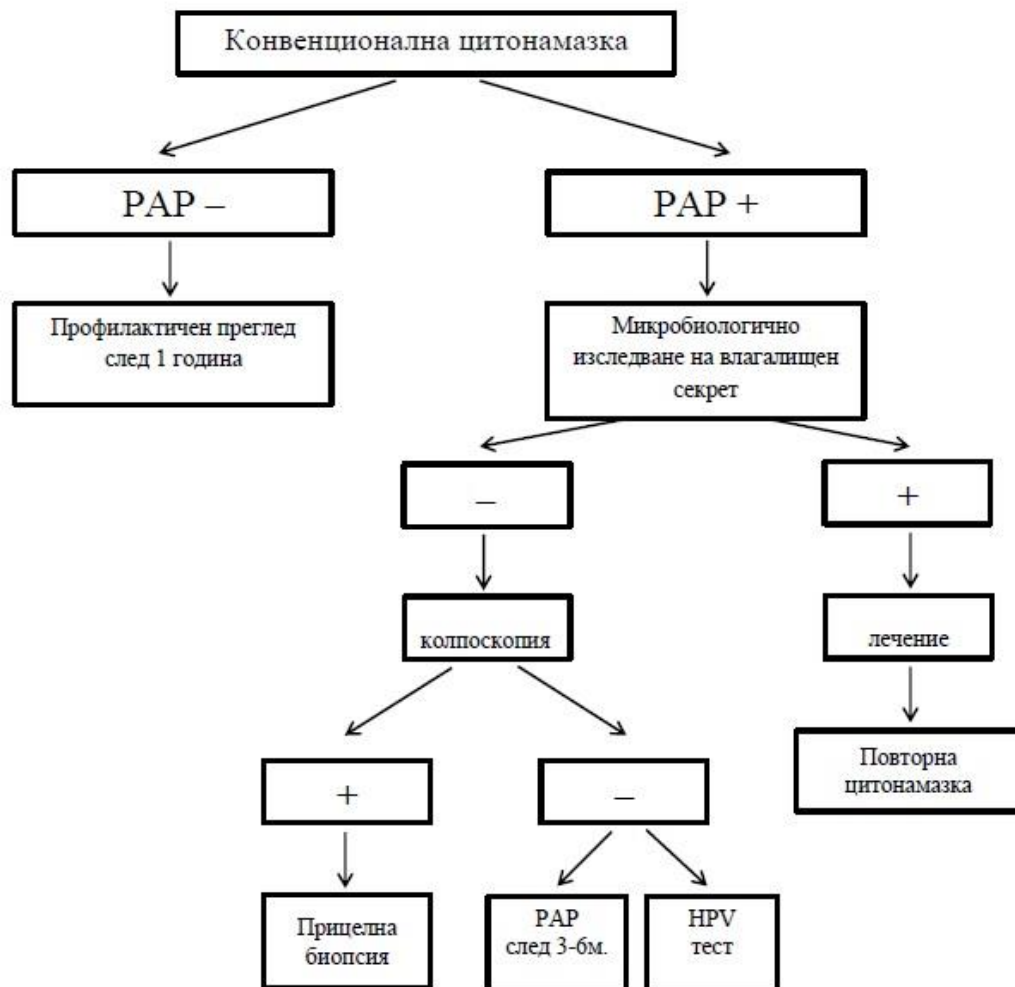 Конвенционална цитонамазка
PAP –
PAP +
Профилактичен преглед
след 1 година
Микробиологично
изследване на влагалищен
секрет
–
+
колпоскопия
лечение
+
–
Повторна
цитонамазка
Прицелна
биопсия
PAP
след 3-6м.
HPV
тест